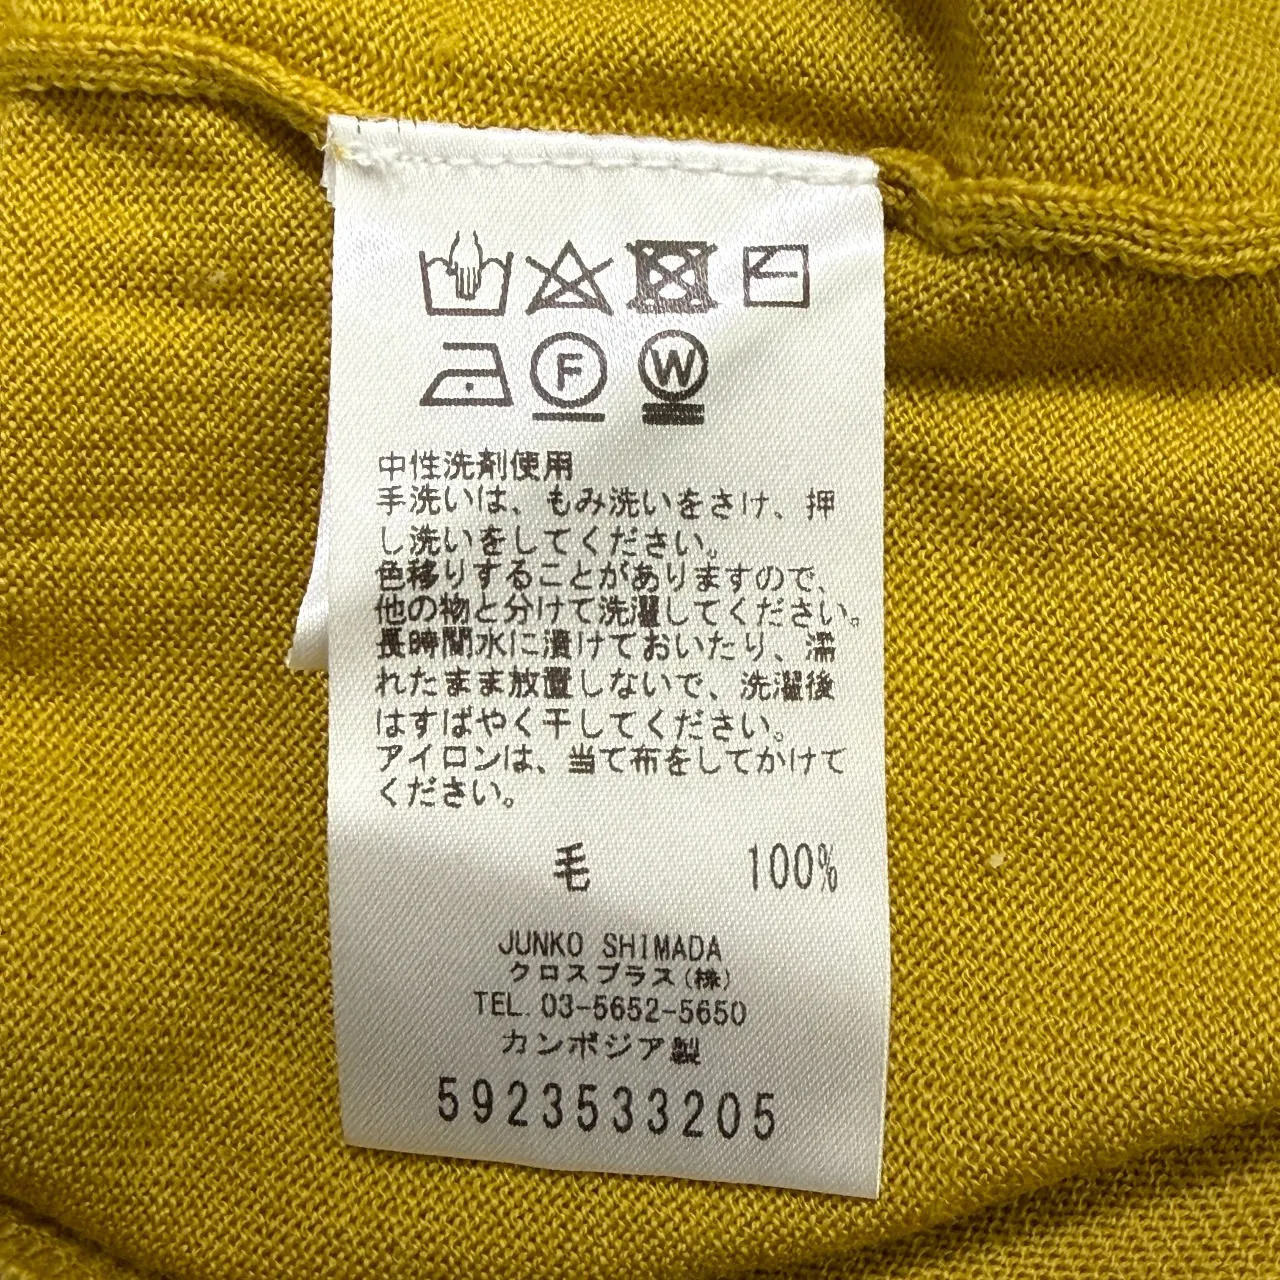 F W
中性洗剤使用
手洗いは、もみ洗いをさけ、押
し洗いをしてください。
色移りすることがありますので、
他の物と分けて洗濯してください。
長時間水に漬けておいたり、濡
れたまま放置しないで、洗濯後
はすばやく干してください。
アイロンは、当て布をしてかけて
ください。
毛 100%
JUNKO SHIMADA
クロスプラス(株)
TEL.03-5652-5650
カンボジア製
5923533205